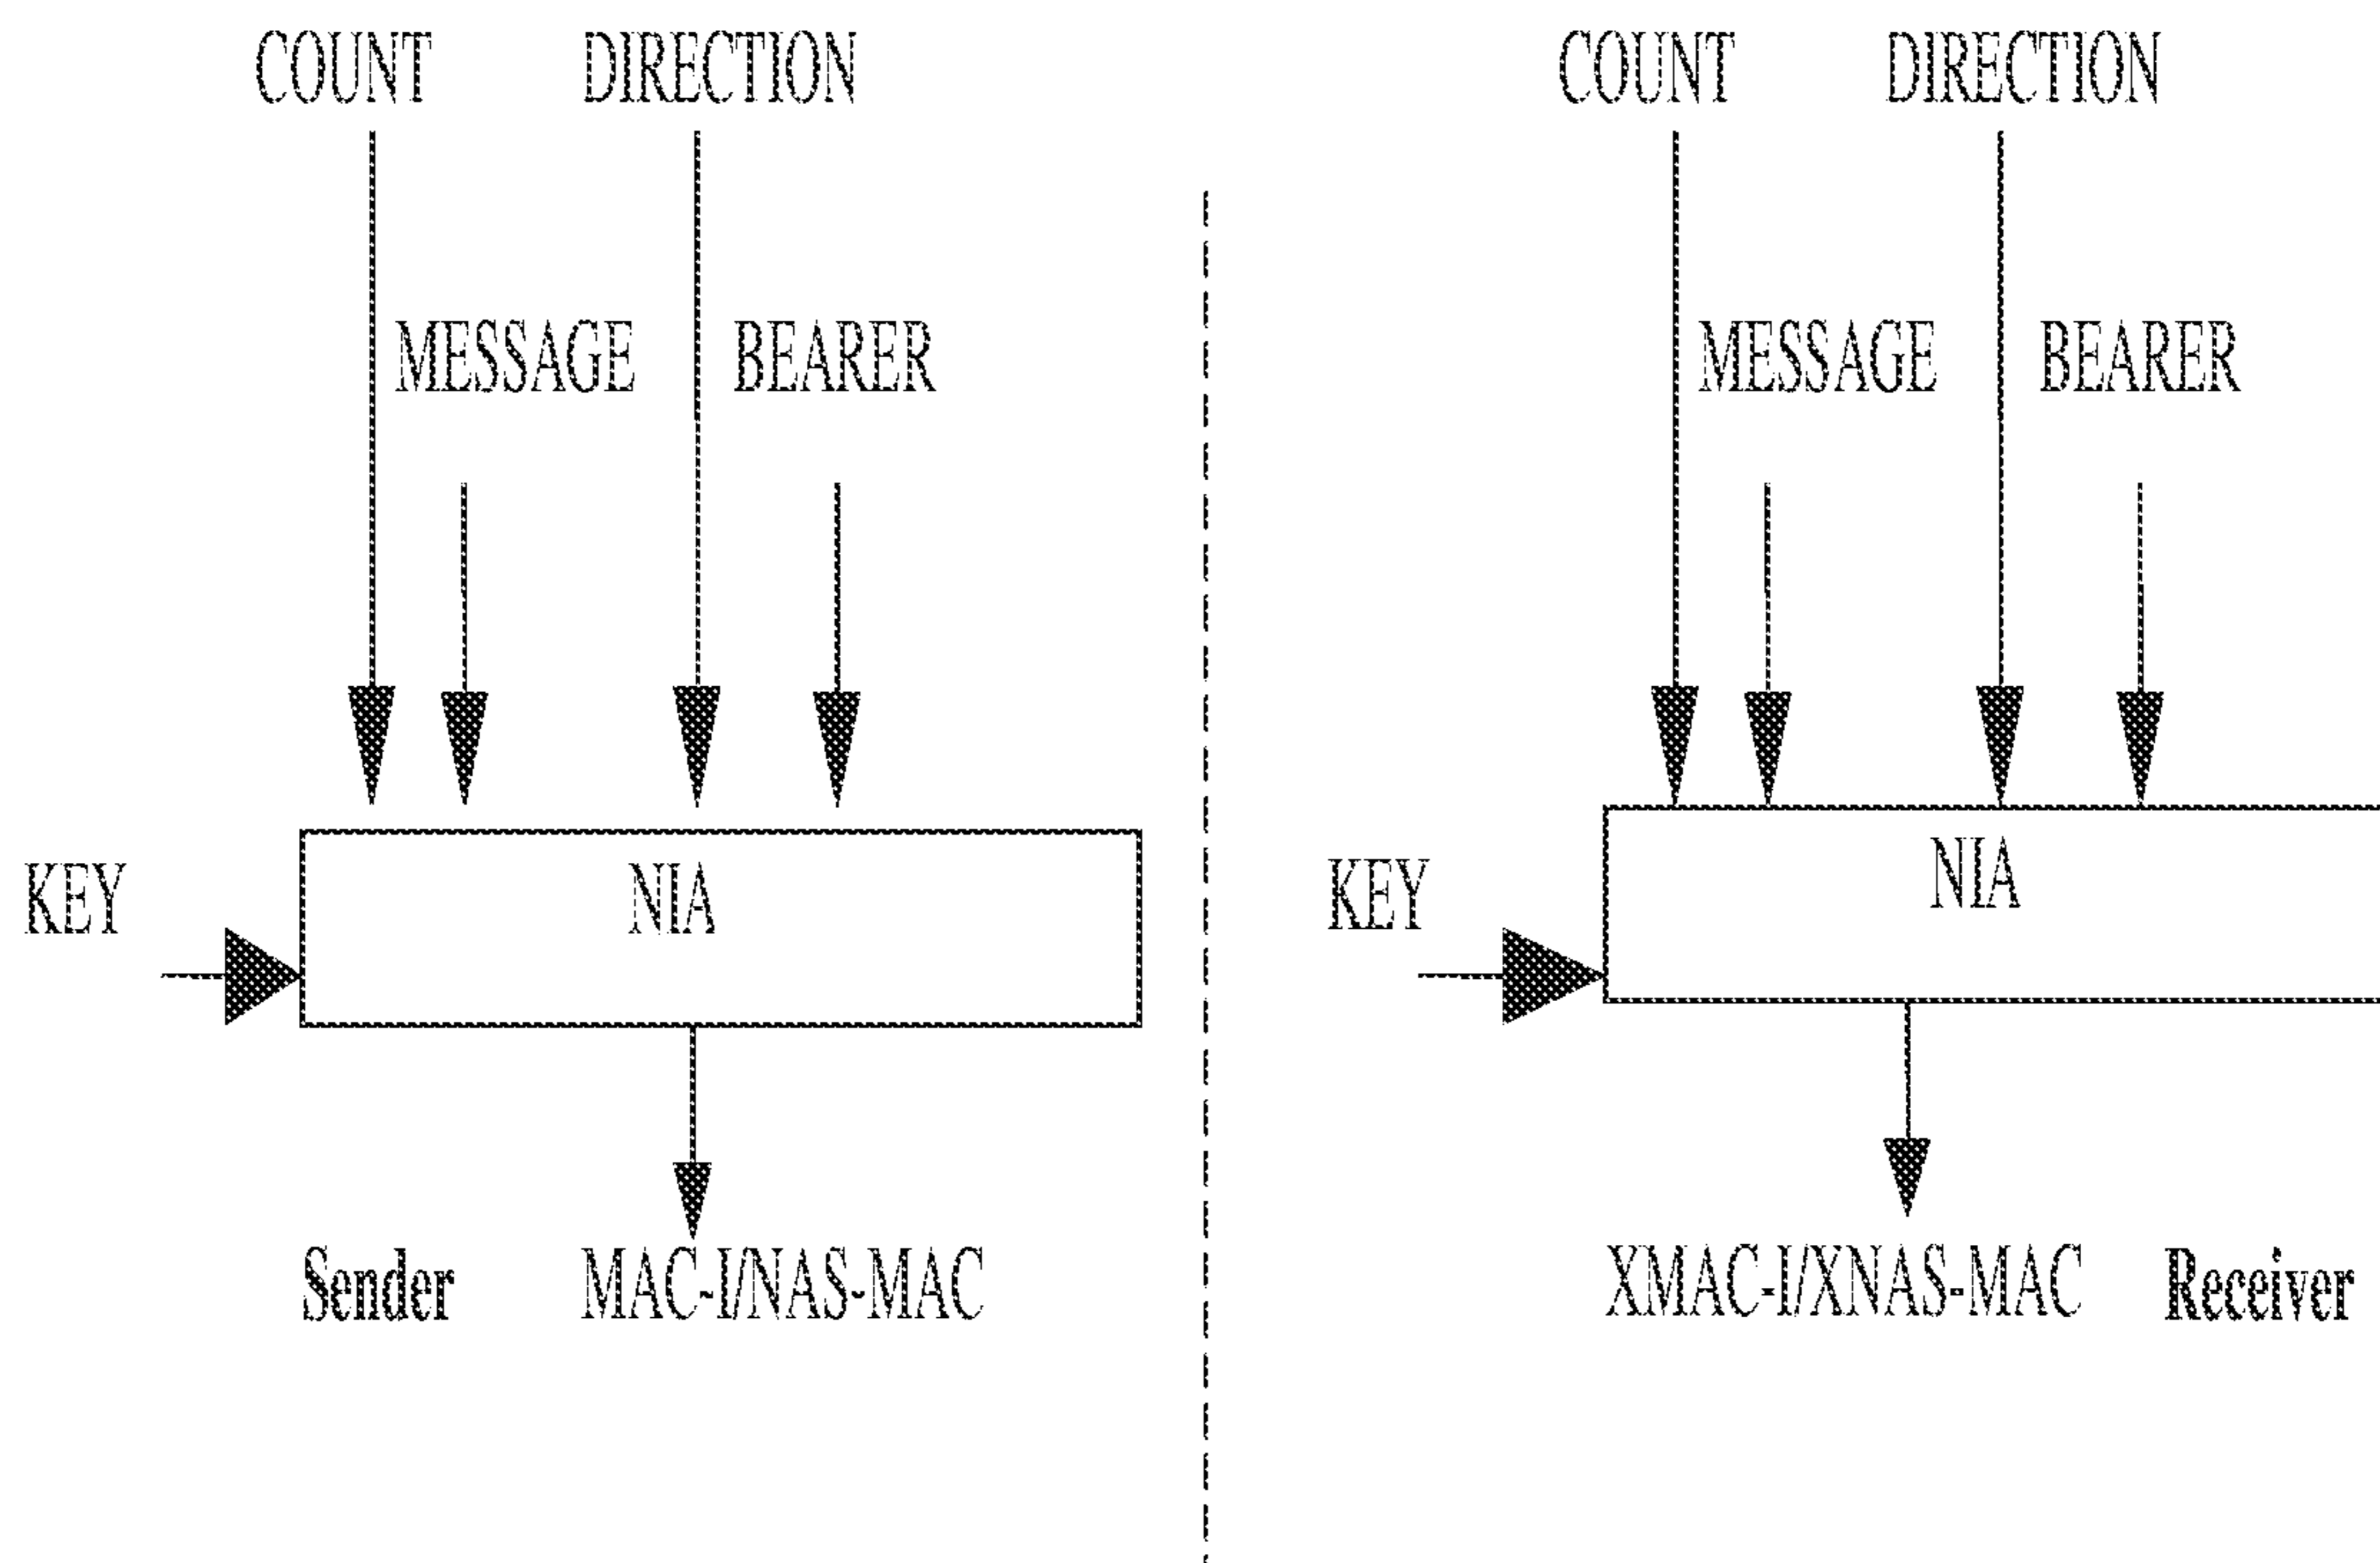 COUNT DIRECTION
MESSAGE BEARER
KEY NIA
Sender MAC-I/NAS-MAC
COUNT DIRECTION
MESSAGE BEARER
KEY NIA
XMAC-I/XNAS-MAC Receiver